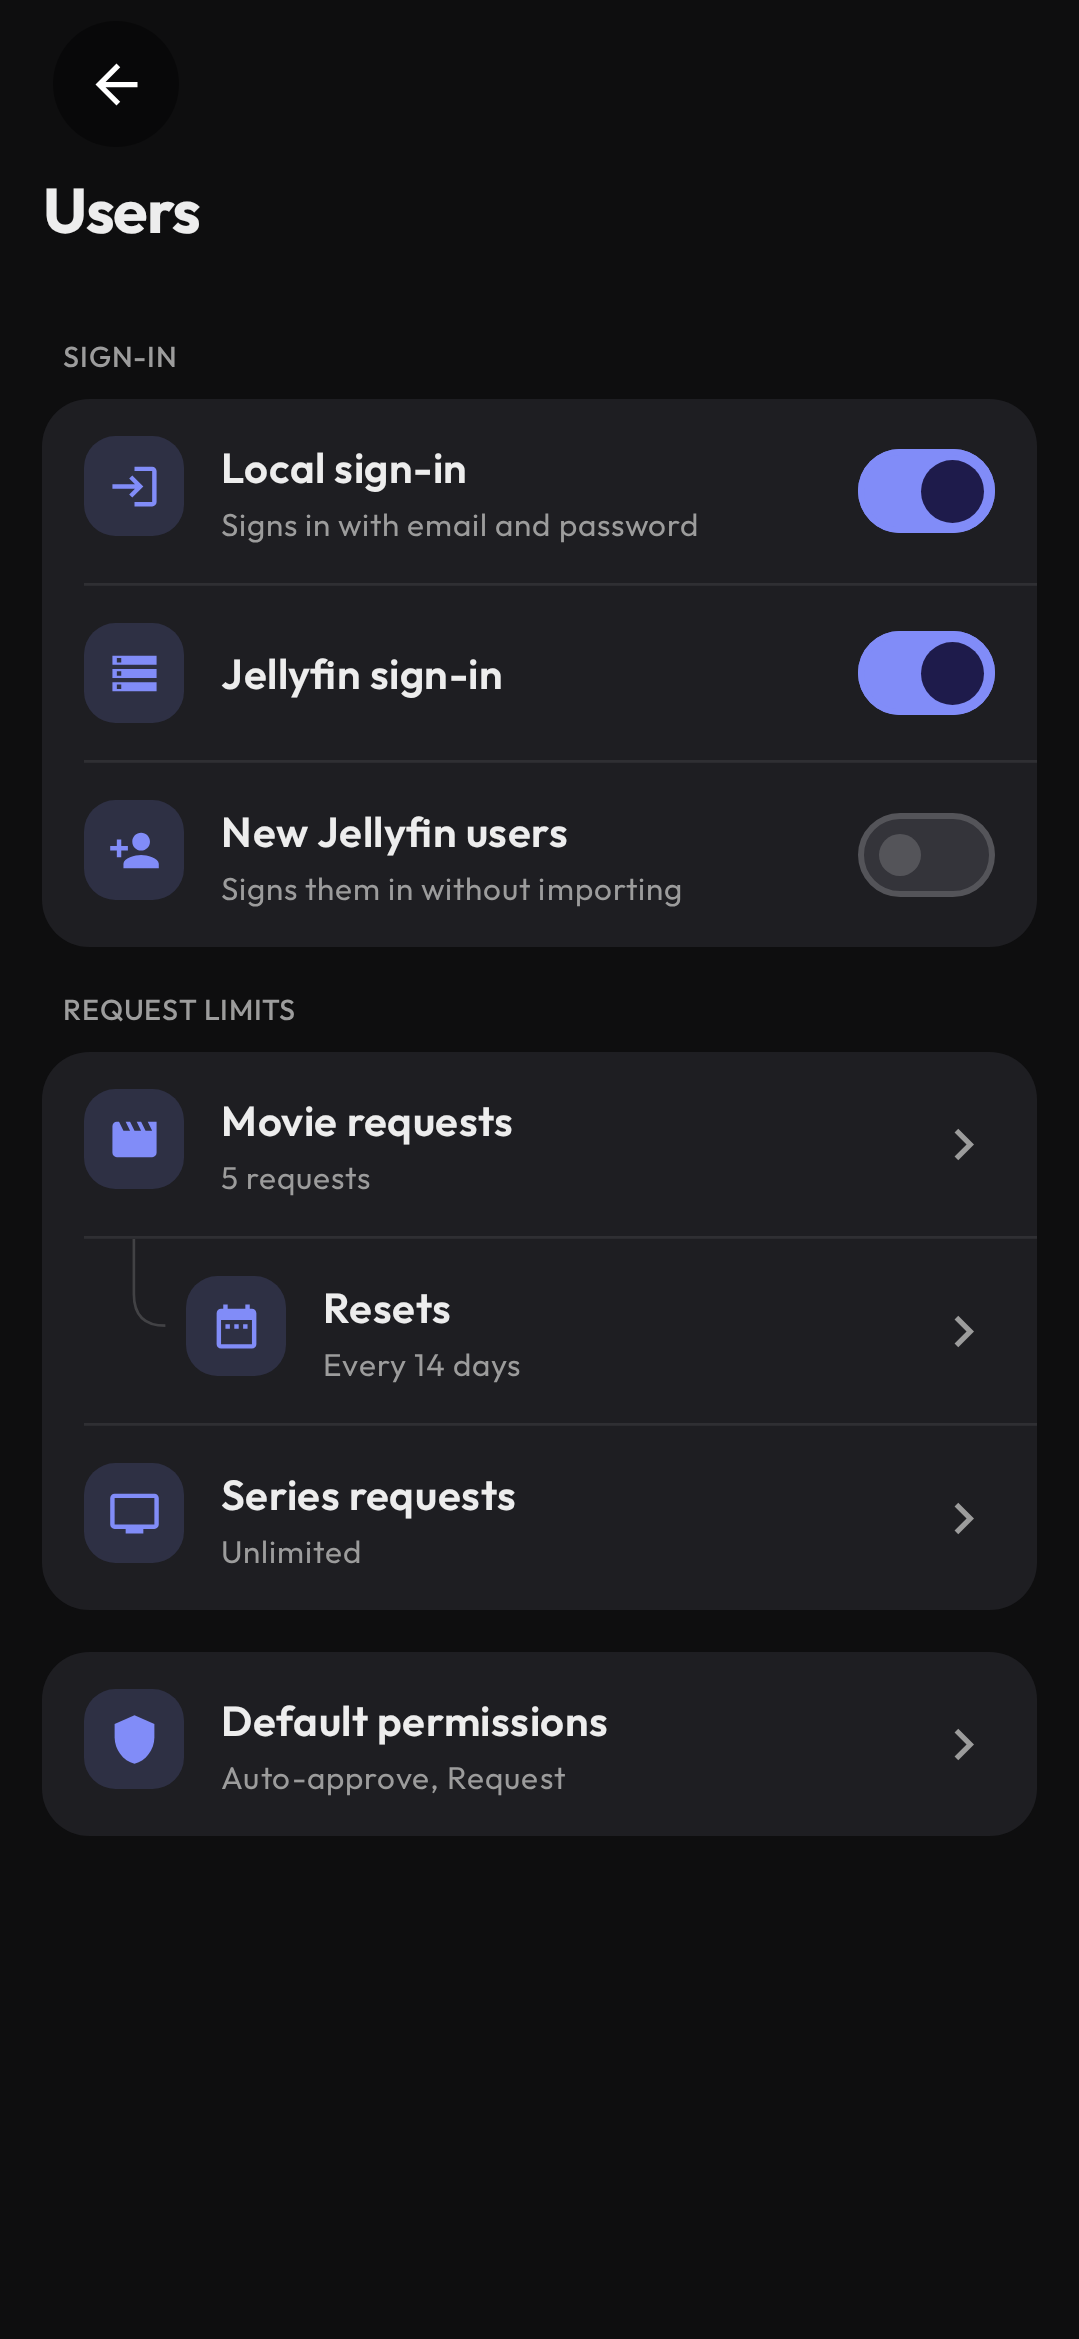 Users
SIGN-IN
Local sign-in
Signs in with email and password
Jellyfin sign-in
New Jellyfin users
Signs them in without importing
REQUEST LIMITS
Movie requests
5 requests
Resets
Every 14 days
Series requests
Unlimited
Default permissions
Auto-approve, Request